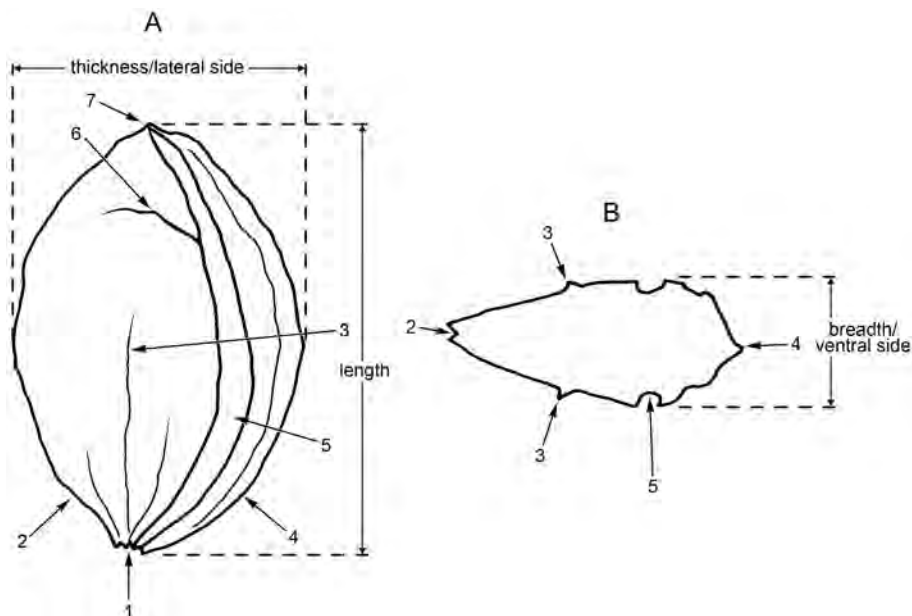 A
thickness/lateral side
7
6
B
3
2
3
4
breadth/
ventral side
length
5
3
5
2
4
1